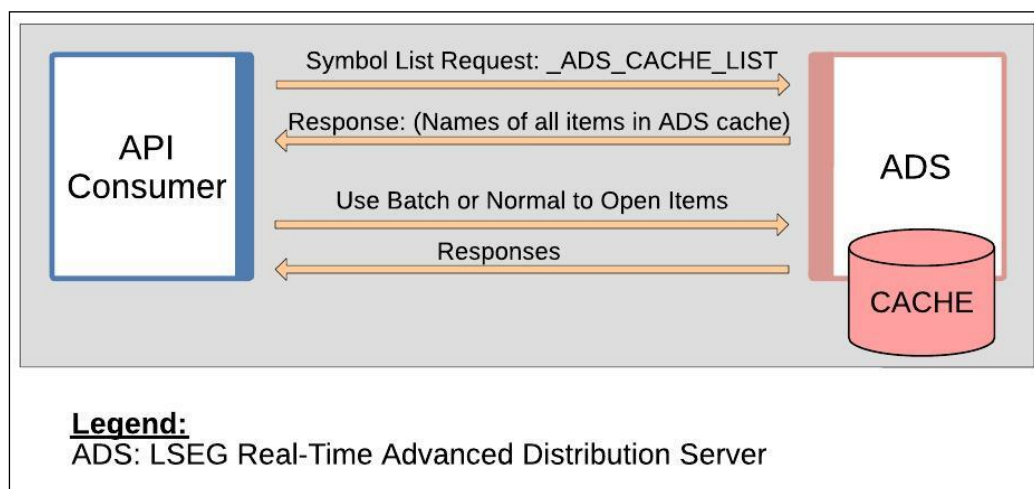 Symbol List Request: _ADS_CACHE_LIST
Response: (Names of all items in ADS cache)
API
Consumer
ADS
Use Batch or Normal to Open Items
Responses
CACHE
Legend:
ADS: LSEG Real-Time Advanced Distribution Server